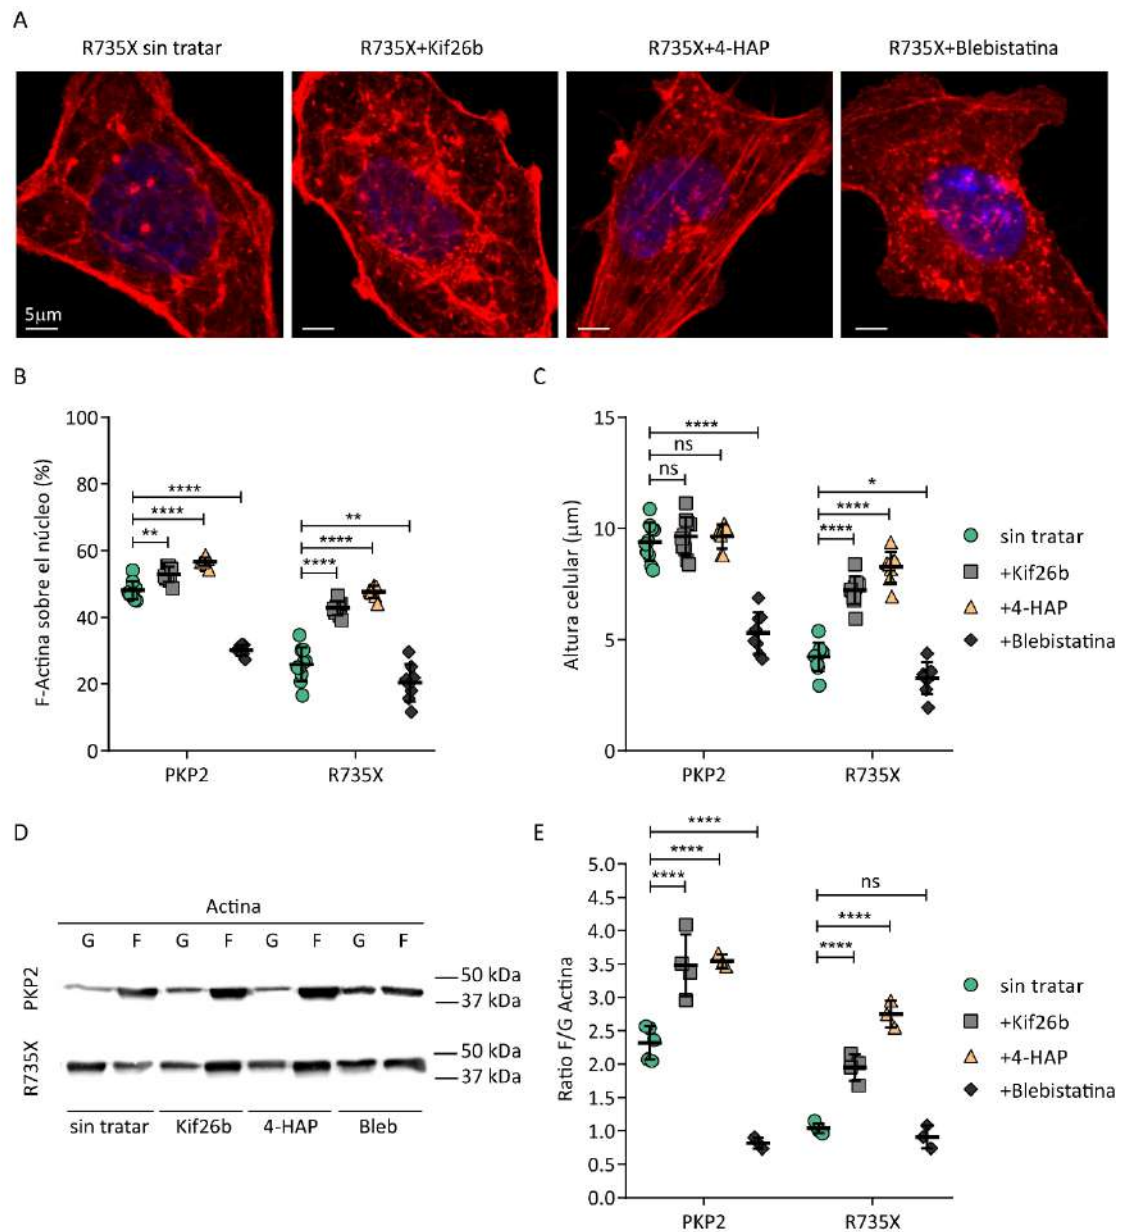 A
R735X sin tratar
R735X+Kif26b
R735X+4-HAP
R735X+Blebistatina
5µm
B
C
100
80
60
40
20
0
F-Actina sobre el núcleo (%)
****
****
**
**
****
****
PKP2
R735X
15
10
5
0
Altura celular (µm)
****
ns
ns
*
****
****
PKP2
R735X
sin tratar
+Kif26b
+4-HAP
+Blebistatina
D
Actina
G F G F G F G F
PKP2
50 kDa
37 kDa
R735X
50 kDa
37 kDa
sin tratar Kif26b 4-HAP Bleb
E
5.0
4.5
4.0
3.5
3.0
2.5
2.0
1.5
1.0
0.5
0.0
Ratio F/G Actina
****
****
****
ns
****
****
PKP2
R735X
sin tratar
+Kif26b
+4-HAP
+Blebistatina